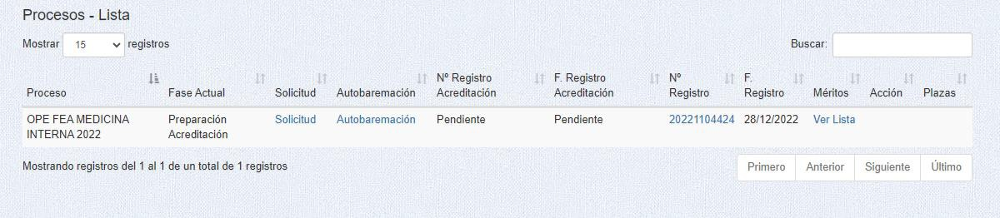 Procesos - Lista
Mostrar 15 registros
Buscar:
Nº Registro F. Registro Nº F.
Proceso Fase Actual Solicitud Autobaremación Acreditación Acreditación Registro Registro Méritos Acción Plazas
OPE FEA MEDICINA Preparación Solicitud Autobaremación Pendiente Pendiente 20221104424 28/12/2022 Ver Lista
INTERNA 2022 Acreditación
Mostrando registros del 1 al 1 de un total de 1 registros
Primero Anterior Siguiente Último